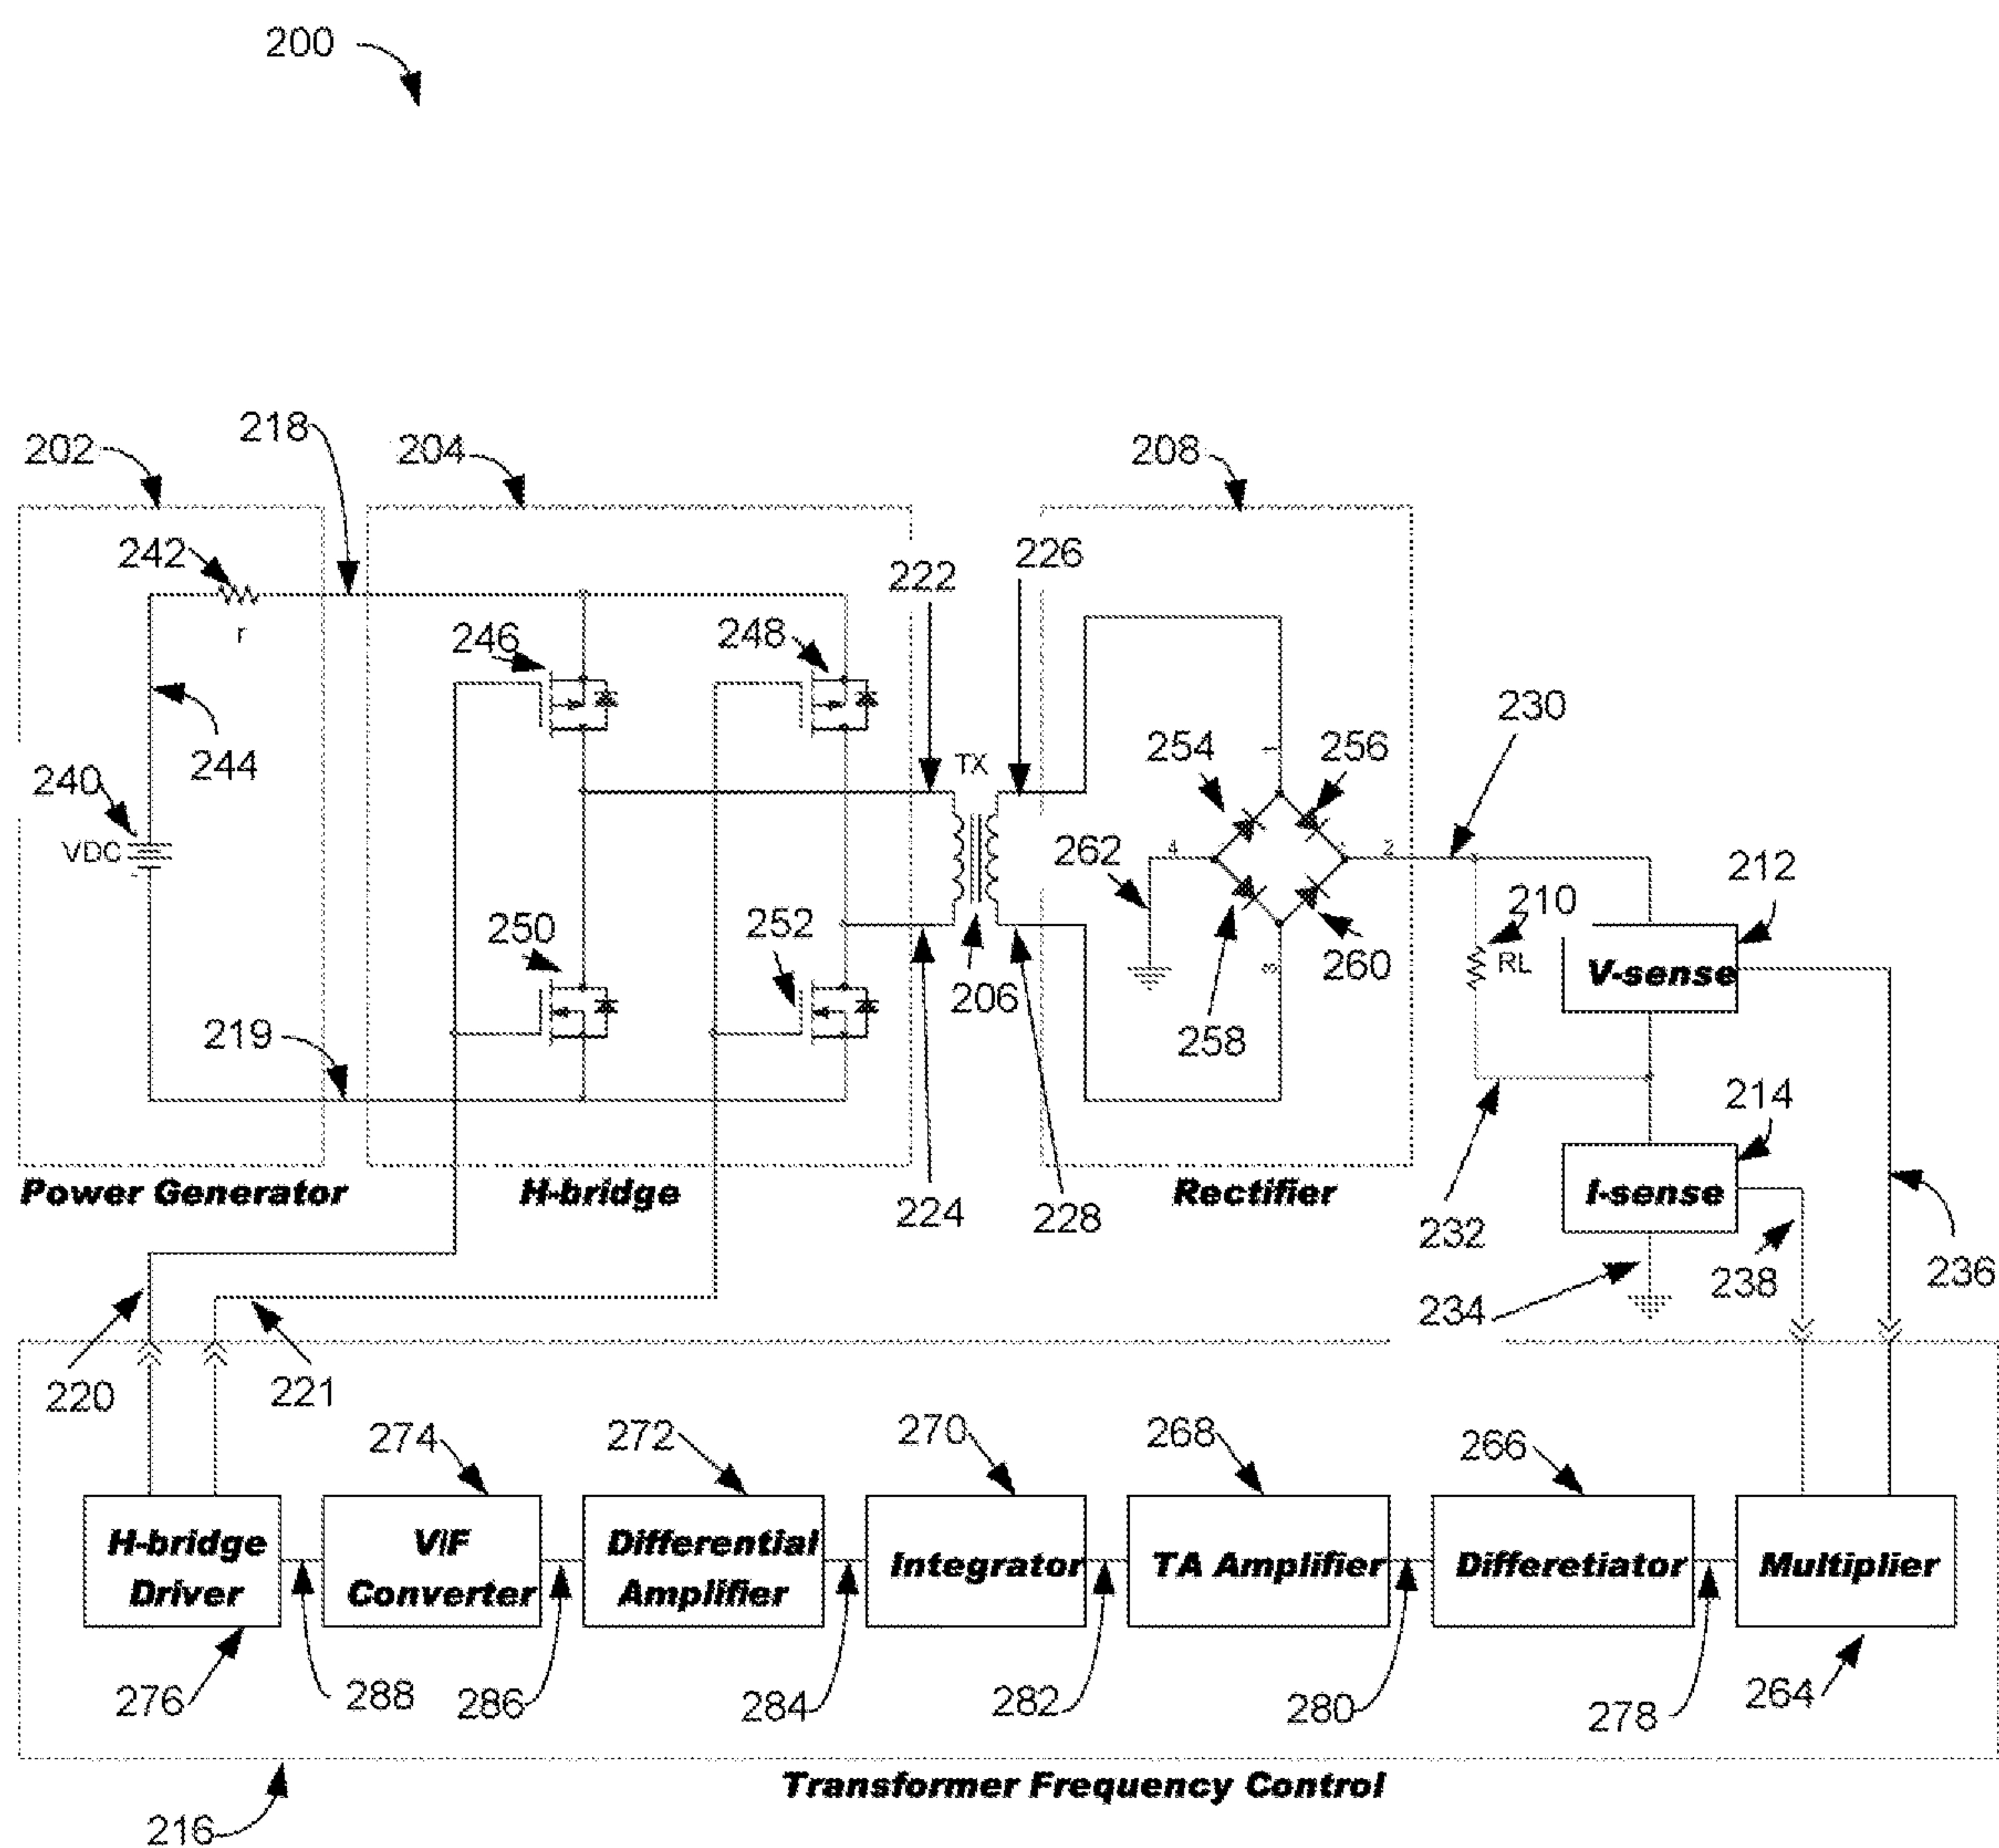 200
202
218
204
208
242
r
222
226
246
248
244
240
VDC
TX
254
256
230
1
262
4
2
210
212
250
252
206
258
260
3
RL
V-sense
219
214
I-sense
Power Generator
H-bridge
Rectifier
224
228
232
238
236
234
220
221
274
272
270
268
266
H-bridge
Driver
V/F
Converter
Differential
Amplifier
Integrator
TA Amplifier
Differetiator
Multiplier
276
288
286
284
282
280
278
264
Transformer Frequency Control
216